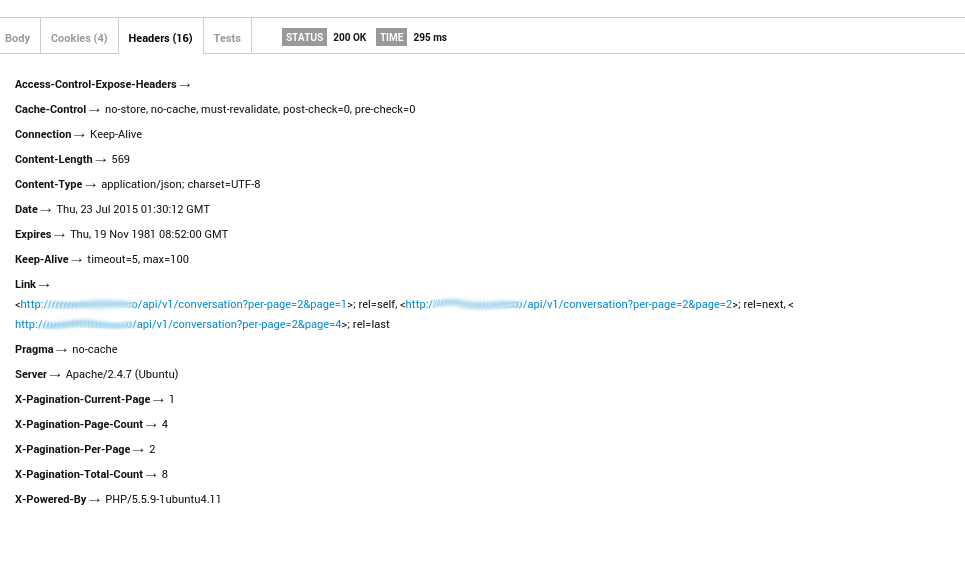 Body Cookies (4) Headers (16) Tests STATUS 200 OK TIME 295 ms
Access-Control-Expose-Headers →
Cache-Control → no-store, no-cache, must-revalidate, post-check=0, pre-check=0
Connection → Keep-Alive
Content-Length → 569
Content-Type → application/json; charset=UTF-8
Date → Thu, 23 Jul 2015 01:30:12 GMT
Expires → Thu, 19 Nov 1981 08:52:00 GMT
Keep-Alive → timeout=5, max=100
Link →
<http:// /api/v1/conversation?per-page=2&page=1>; rel=self, <http:// /api/v1/conversation?per-page=2&page=2>; rel=next, <
http:// /api/v1/conversation?per-page=2&page=4>; rel=last
Pragma → no-cache
Server → Apache/2.4.7 (Ubuntu)
X-Pagination-Current-Page → 1
X-Pagination-Page-Count → 4
X-Pagination-Per-Page → 2
X-Pagination-Total-Count → 8
X-Powered-By → PHP/5.5.9-1ubuntu4.11